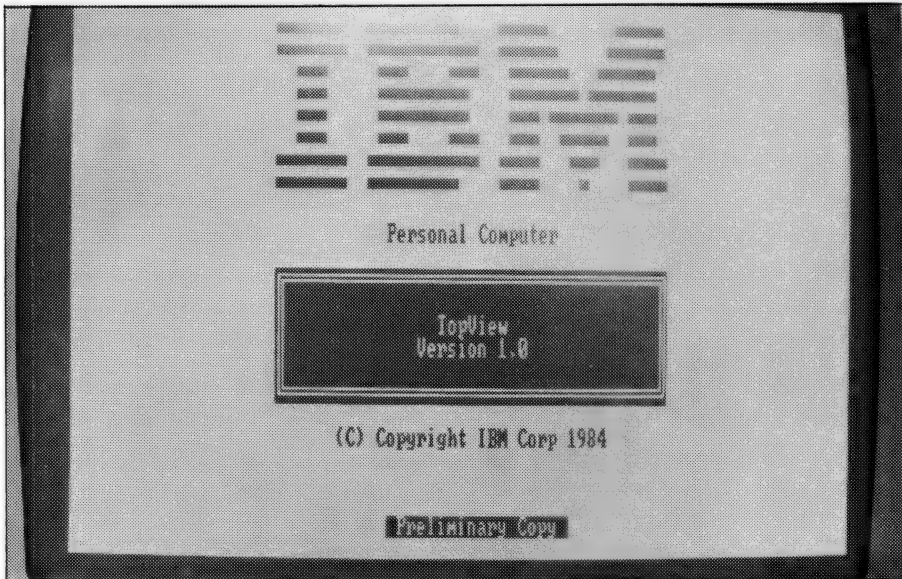 IBM
Personal Computer
TopView
Version 1.0
(C) Copyright IBM Corp 1984
Preliminary Copy